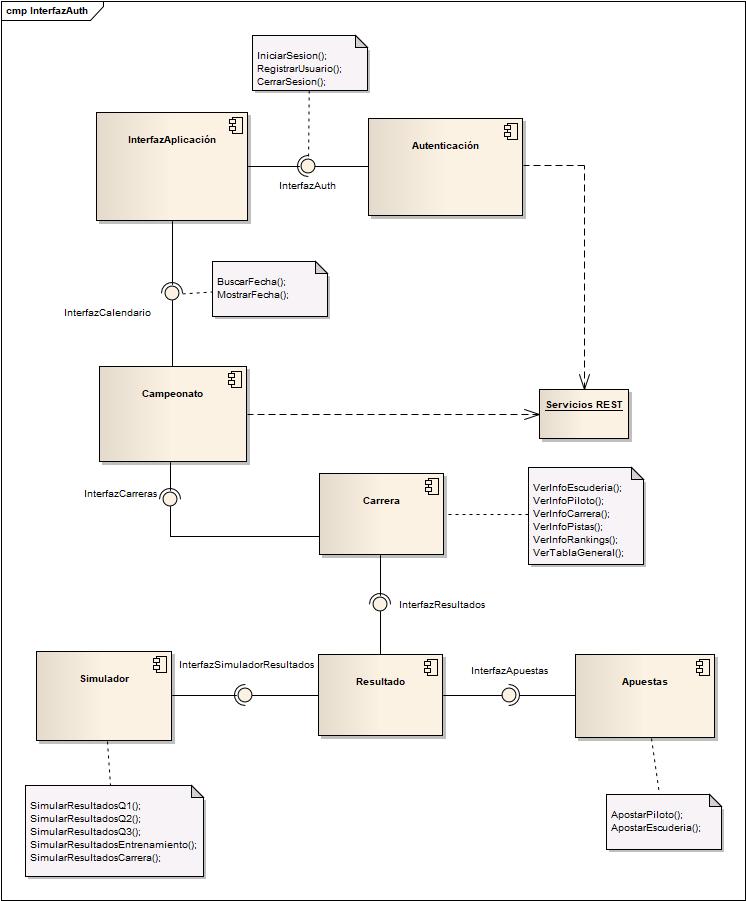 cmp InterfazAuth
IniciarSesion();
RegistrarUsuario();
CerrarSesion();
InterfazAplicación
Autenticación
InterfazAuth
BuscarFecha();
MostrarFecha();
InterfazCalendario
Campeonato
Servicios REST
InterfazCarreras
Carrera
VerInfoEscuderia();
VerInfoPiloto();
VerInfoCarrera();
VerInfoPistas();
VerInfoRankings();
VerTablaGeneral();
InterfazResultados
Simulador
InterfazSimuladorResultados
Resultado
InterfazApuestas
Apuestas
SimularResultadosQ1();
SimularResultadosQ2();
SimularResultadosQ3();
SimularResultadosEntrenamiento();
SimularResultadosCarrera();
ApostarPiloto();
ApostarEscuderia();